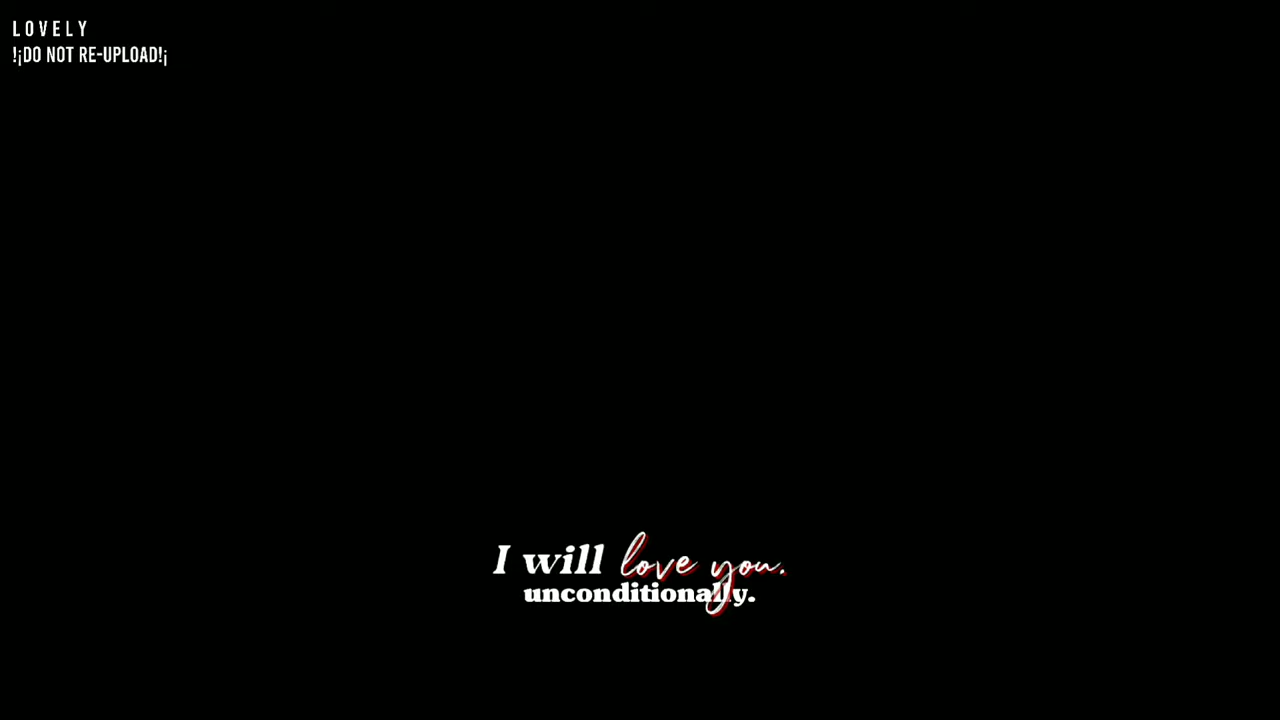 L O V E L Y
!¡DO NOT RE-UPLOAD!¡
I will love you.
unconditionally.